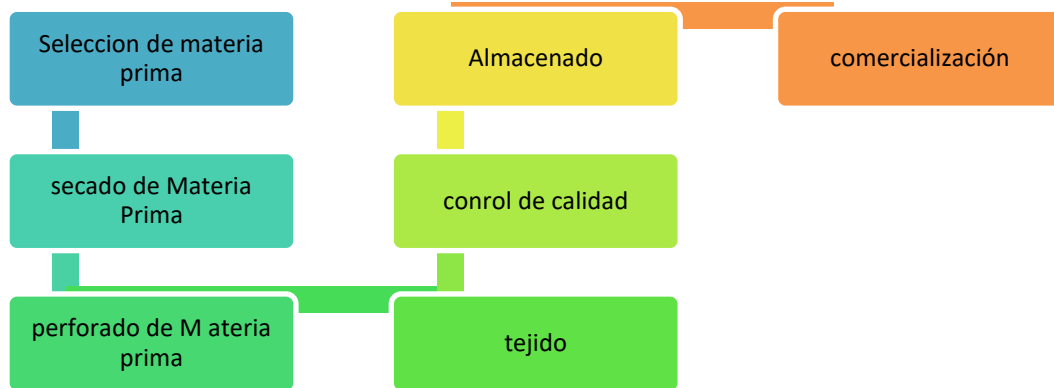 Seleccion de materia
prima
secado de Materia
Prima
perforado de M ateria
prima
tejido
conrol de calidad
Almacenado
comercialización